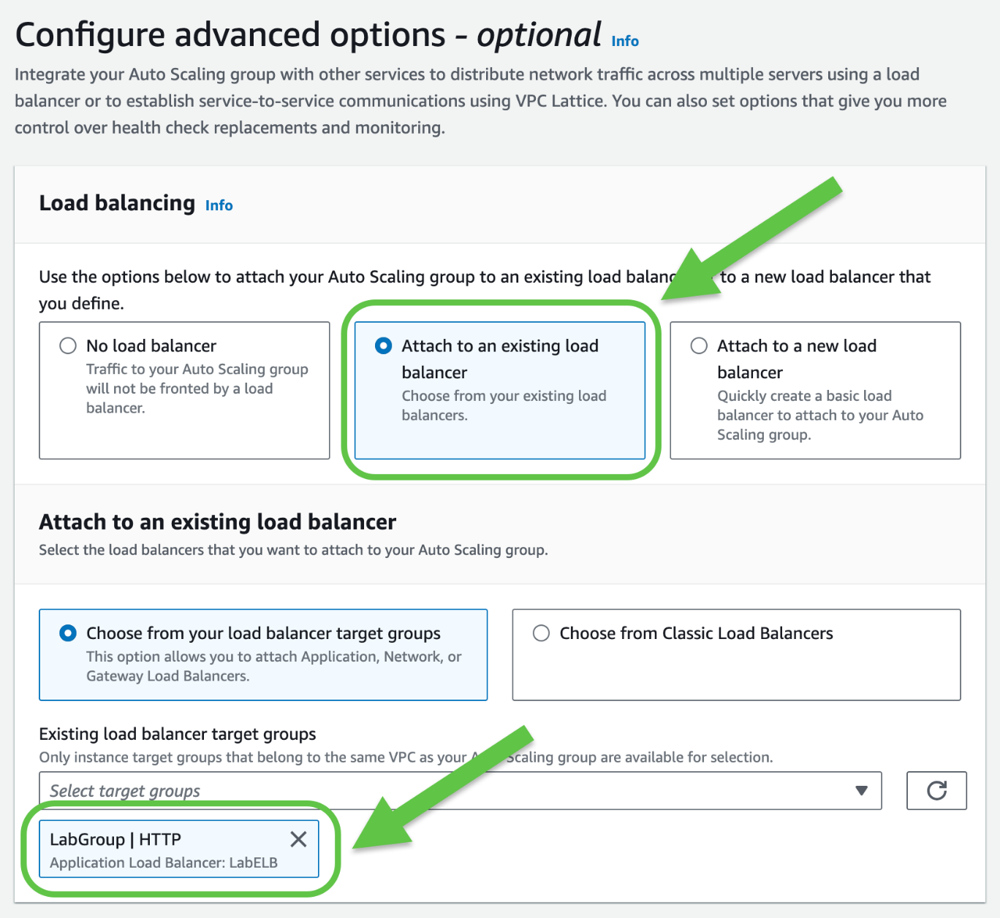 Configure advanced options - optional Info
Integrate your Auto Scaling group with other services to distribute network traffic across multiple servers using a load
balancer or to establish service-to-service communications using VPC Lattice. You can also set options that give you more
control over health check replacements and monitoring.
Load balancing Info
Use the options below to attach your Auto Scaling group to an existing load balanc to a new load balancer that
you define.
No load balancer
Traffic to your Auto Scaling group
will not be fronted by a load
balancer.
Attach to an existing load
balancer
Choose from your existing load
balancers.
Attach to a new load
balancer
Quickly create a basic load
balancer to attach to your Auto
Scaling group.
Attach to an existing load balancer
Select the load balancers that you want to attach to your Auto Scaling group.
Choose from your load balancer target groups
This option allows you to attach Application, Network, or
Gateway Load Balancers.
Choose from Classic Load Balancers
Existing load balancer target groups
Only instance target groups that belong to the same VPC as your A Scaling group are available for selection.
Select target groups
LabGroup | HTTP
Application Load Balancer: LabELB